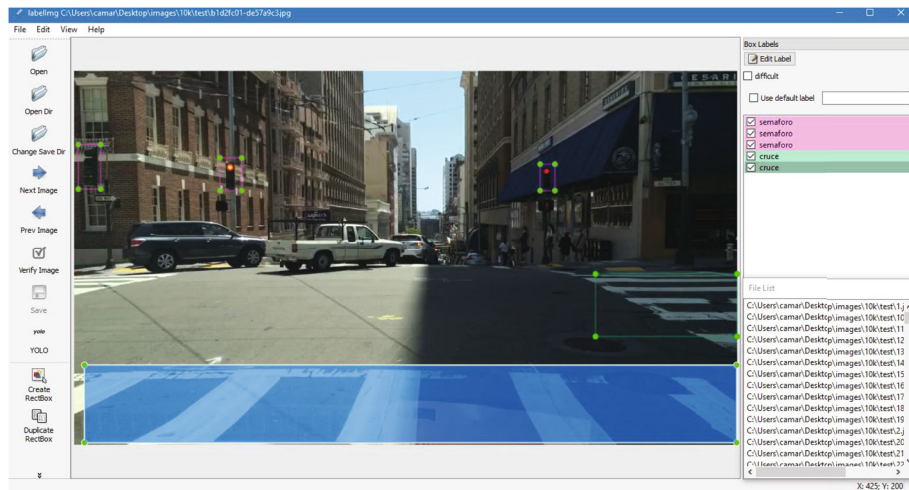 labelImg C:\Users\camar\Desktop\images\10k\test\b1d2fc01-de57a9c3.jpg
File Edit View Help
Open
Open Dir
Change Save Dir
Next Image
Prev Image
Verify Image
Save
yolo
YOLO
Create
RectBox
Duplicate
RectBox
Box Labels
Edit Label
difficult
Use default label
semaforo
semaforo
semaforo
cruce
cruce
File List
C:\Users\camar\Desktop\images\10k\test\1.j
C:\Users\camar\Desktop\images\10k\test\10
C:\Users\camar\Desktop\images\10k\test\11
C:\Users\camar\Desktop\images\10k\test\12
C:\Users\camar\Desktop\images\10k\test\13
C:\Users\camar\Desktop\images\10k\test\14
C:\Users\camar\Desktop\images\10k\test\15
C:\Users\camar\Desktop\images\10k\test\16
C:\Users\camar\Desktop\images\10k\test\17
C:\Users\camar\Desktop\images\10k\test\18
C:\Users\camar\Desktop\images\10k\test\19
C:\Users\camar\Desktop\images\10k\test\2.j
C:\Users\camar\Desktop\images\10k\test\20
C:\Users\camar\Desktop\images\10k\test\21
C:\Users\camar\Desktop\images\10k\test\22
X: 425; Y: 200